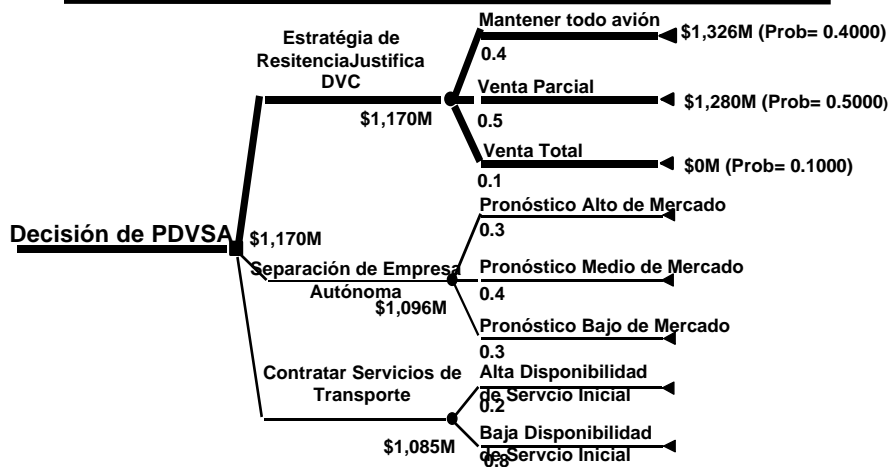 Mantener todo avión
$1,326M (Prob= 0.4000)
0.4
Estratégia de
ResitenciaJustifica
DVC
$1,170M
Venta Parcial
$1,280M (Prob= 0.5000)
0.5
Venta Total
$0M (Prob= 0.1000)
0.1
Decisión de PDVSA
$1,170M
Pronóstico Alto de Mercado
0.3
Separación de Empresa
Autónoma
$1,096M
Pronóstico Medio de Mercado
0.4
Pronóstico Bajo de Mercado
0.3
Contratar Servicios de
Transporte
$1,085M
Alta Disponibilidad
de Servcio Inicial
0.2
Baja Disponibilidad
de Servcio Inicial
0.8